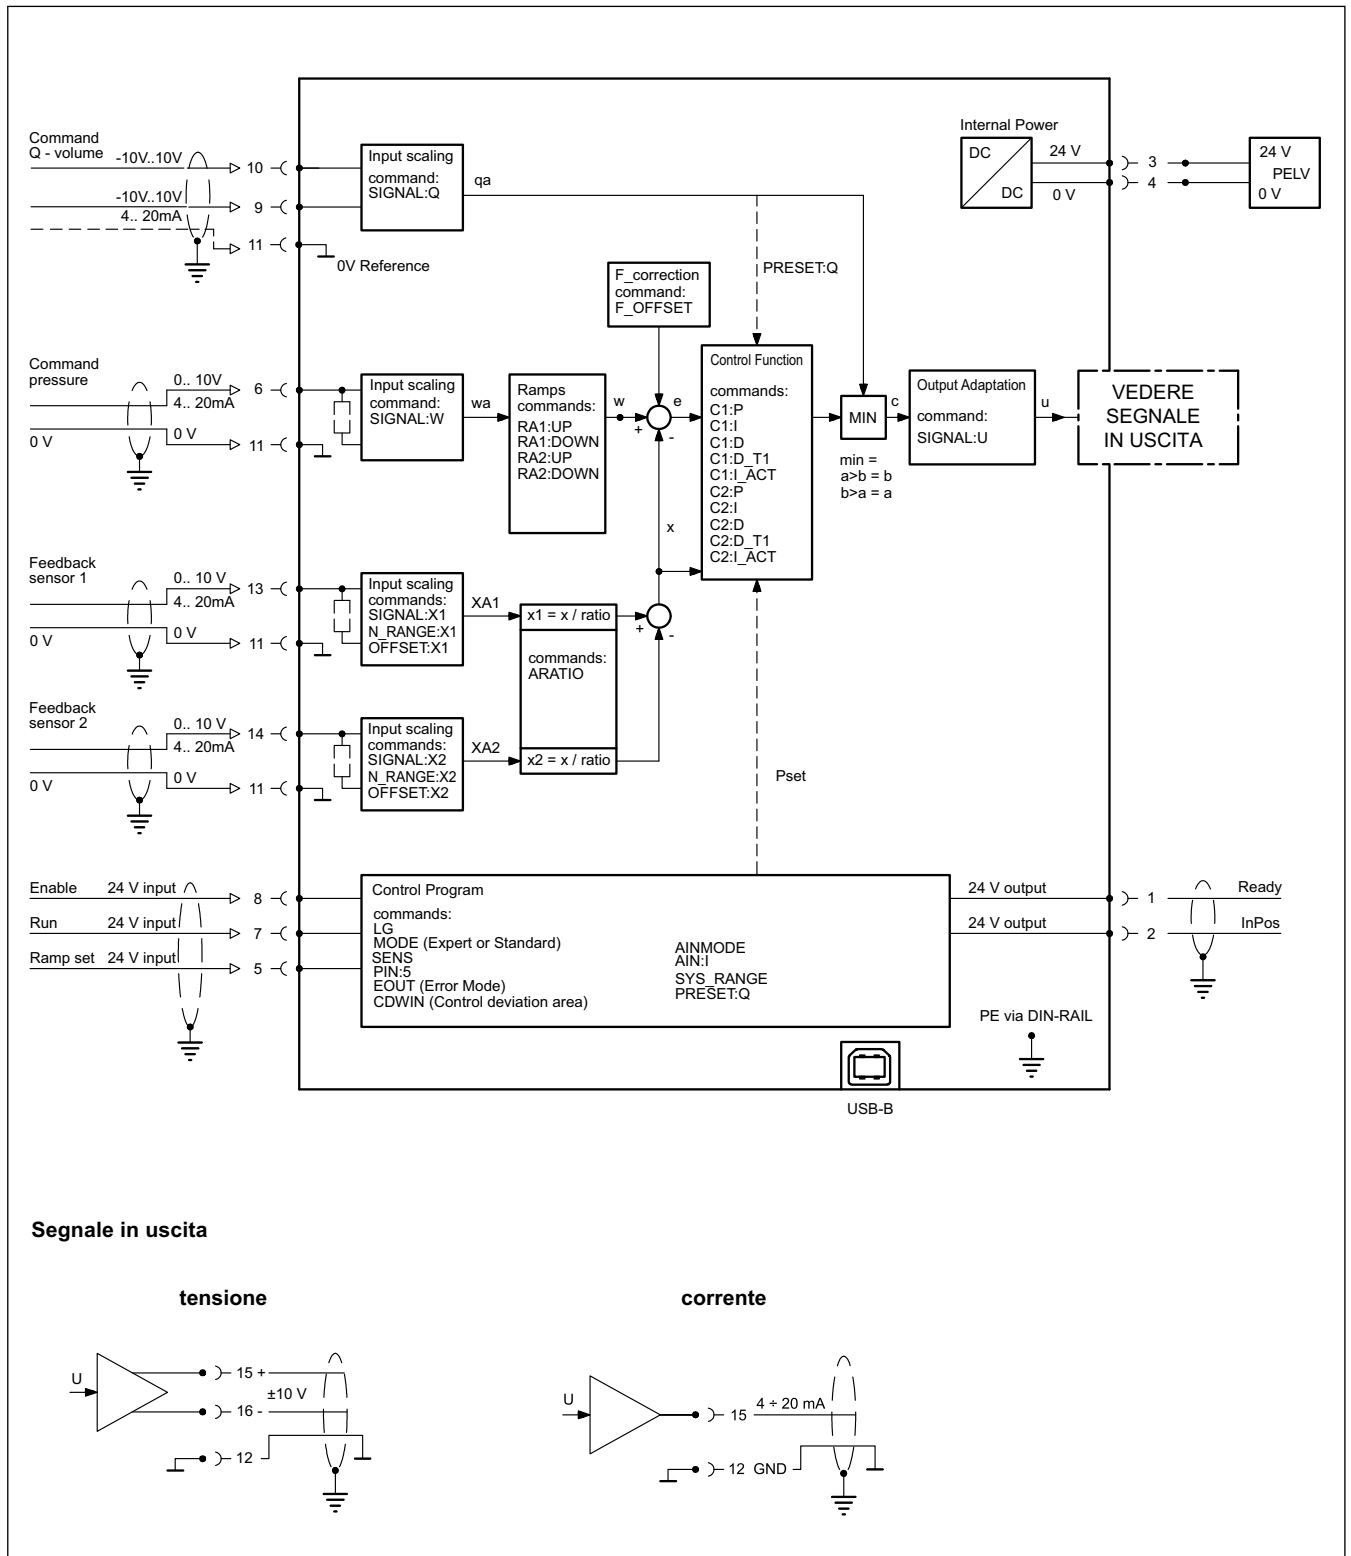 Command
Q - volume
-10V..10V
10
-10V..10V
9
4.. 20mA
11
0V Reference
Input scaling
command:
SIGNAL:Q
qa
Internal Power
DC
DC
24 V
0 V
3
4
24 V
PELV
0 V
F_correction
command:
F_OFFSET
PRESET:Q
Command
pressure
0.. 10V
6
4.. 20mA
0 V
0 V
11
Input scaling
command:
SIGNAL:W
wa
Ramps
commands:
RA1:UP
RA1:DOWN
RA2:UP
RA2:DOWN
w
+
-
e
x
Control Function
commands:
C1:P
C1:I
C1:D
C1:D_T1
C1:I_ACT
C2:P
C2:I
C2:D
C2:D_T1
C2:I_ACT
MIN
min =
a>b = b
b>a = a
c
Output Adaptation
command:
SIGNAL:U
u
VEDERE
SEGNALE
IN USCITA
Feedback
sensor 1
0.. 10 V
13
4.. 20mA
0 V
0 V
11
Input scaling
commands:
SIGNAL:X1
N_RANGE:X1
OFFSET:X1
XA1
x1 = x / ratio
commands:
ARATIO
+
-
Feedback
sensor 2
0.. 10 V
14
4.. 20mA
0 V
0 V
11
Input scaling
commands:
SIGNAL:X2
N_RANGE:X2
OFFSET:X2
XA2
x2 = x / ratio
Pset
Enable
24 V input
8
Run
24 V input
7
Ramp set
24 V input
5
Control Program
commands:
LG
MODE (Expert or Standard)
SENS
PIN:5
EOUT (Error Mode)
CDWIN (Control deviation area)
AINMODE
AIN:I
SYS_RANGE
PRESET:Q
24 V output
1
Ready
24 V output
2
InPos
PE via DIN-RAIL
USB-B
Segnale in uscita
tensione
U
15 +
±10 V
16 -
12
corrente
U
15
4 ÷ 20 mA
12 GND